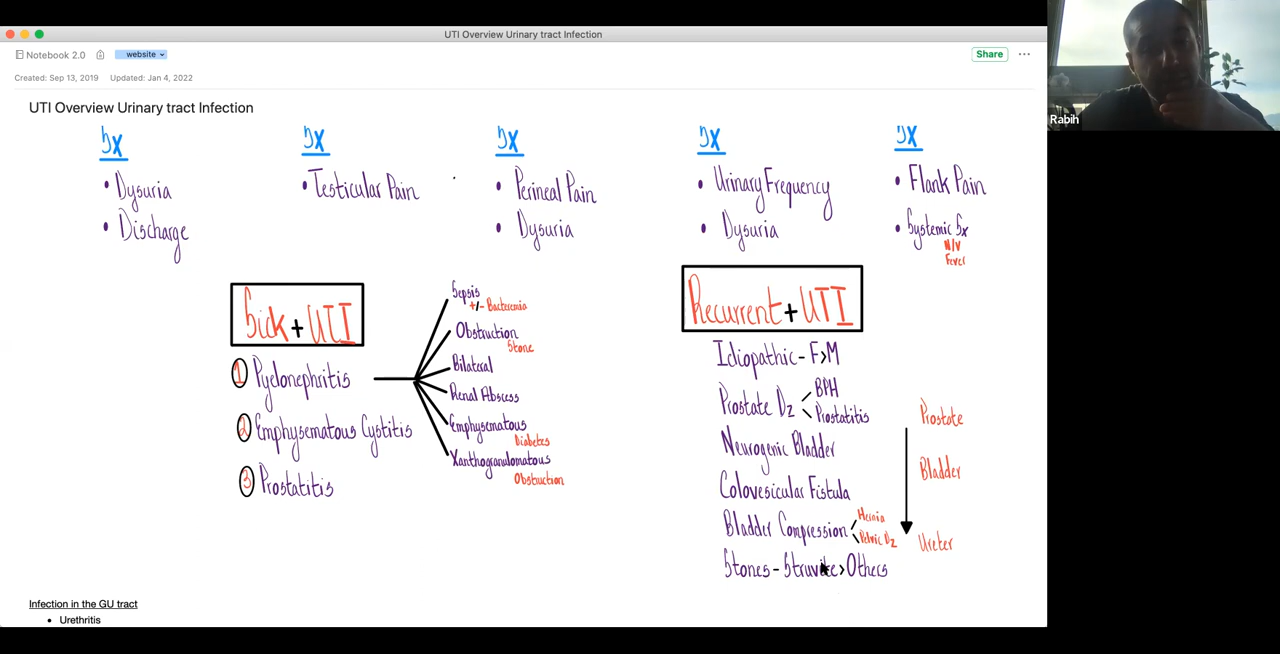 UTI Overview Urinary tract Infection
Notebook 2.0
website
Share
Created: Sep 13, 2019 Updated: Jan 4, 2022
Rabih
UTI Overview Urinary tract Infection
Sx
• Dysuria
• Discharge
Sx
• Testicular Pain
Sx
• Perineal Pain
• Dysuria
Sx
• Urinary Frequency
• Dysuria
Sx
• Flank Pain
• Systemic Sx
N/V
Fever
Sick + UTI
1 Pyelonephritis
2 Emphysematous Cystitis
3 Prostatitis
Sepsis
+/- Bacteremia
Obstruction
Stone
Bilateral
Renal Abscess
Emphysematous
Diabetes
Xanthogranulomatous
Obstruction
Recurrent + UTI
Idiopathic - F>M
Prostate Dz
BPH
Prostatitis
Neurogenic Bladder
Colovesicular Fistula
Bladder Compression
Hernia
Pelvic Dz
Stones - Struvite > Others
Prostate
Bladder
Ureter
Infection in the GU tract
• Urethritis